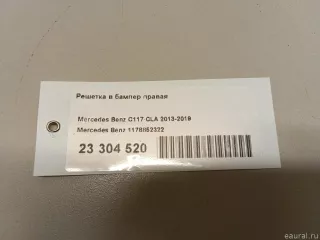 Решетка в бампер правая
Mercedes Benz C117 CLA 2013-2019
Mercedes Benz 1178852322
23 304 520
eaural.ru